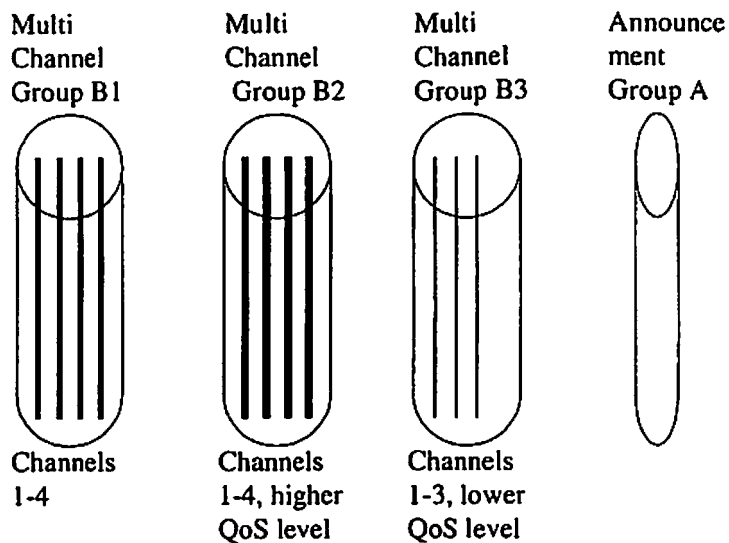 Multi
Channel
Group B1
Multi
Channel
Group B2
Multi
Channel
Group B3
Announce
ment
Group A
Channels
1-4
Channels
1-4, higher
QoS level
Channels
1-3, lower
QoS level